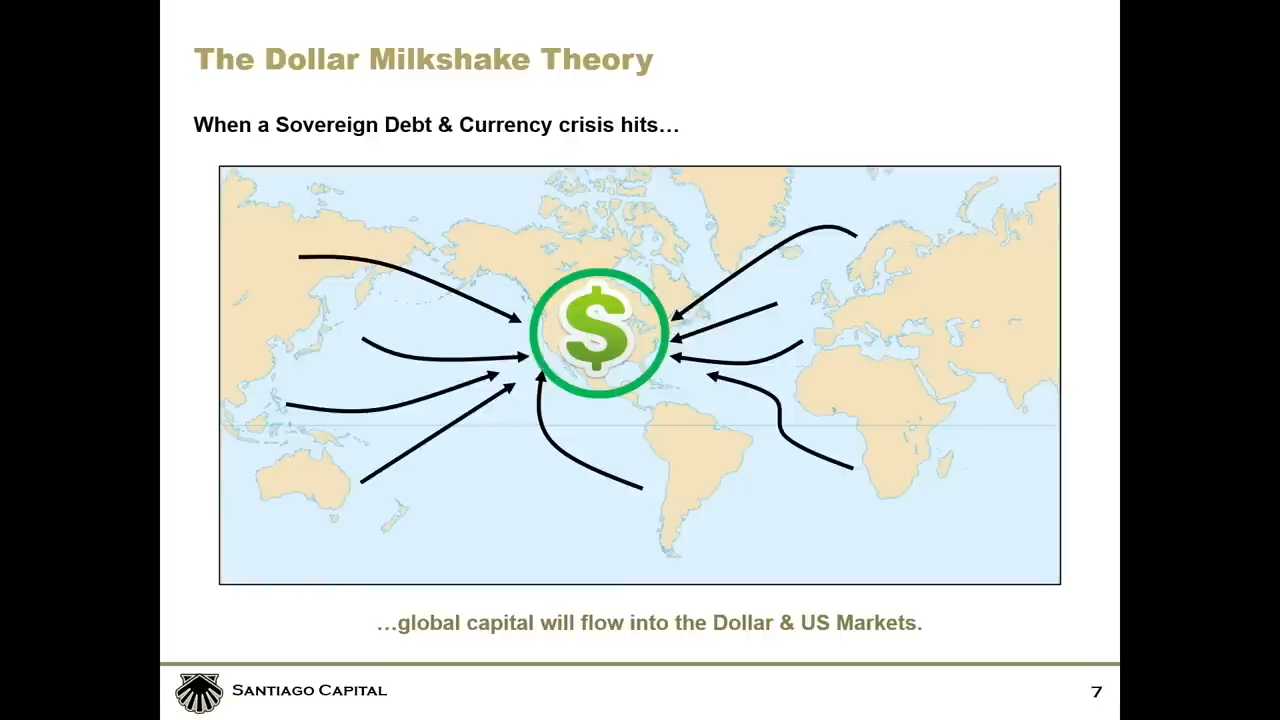 The Dollar Milkshake Theory
When a Sovereign Debt & Currency crisis hits…
$
…global capital will flow into the Dollar & US Markets.
SANTIAGO CAPITAL
7